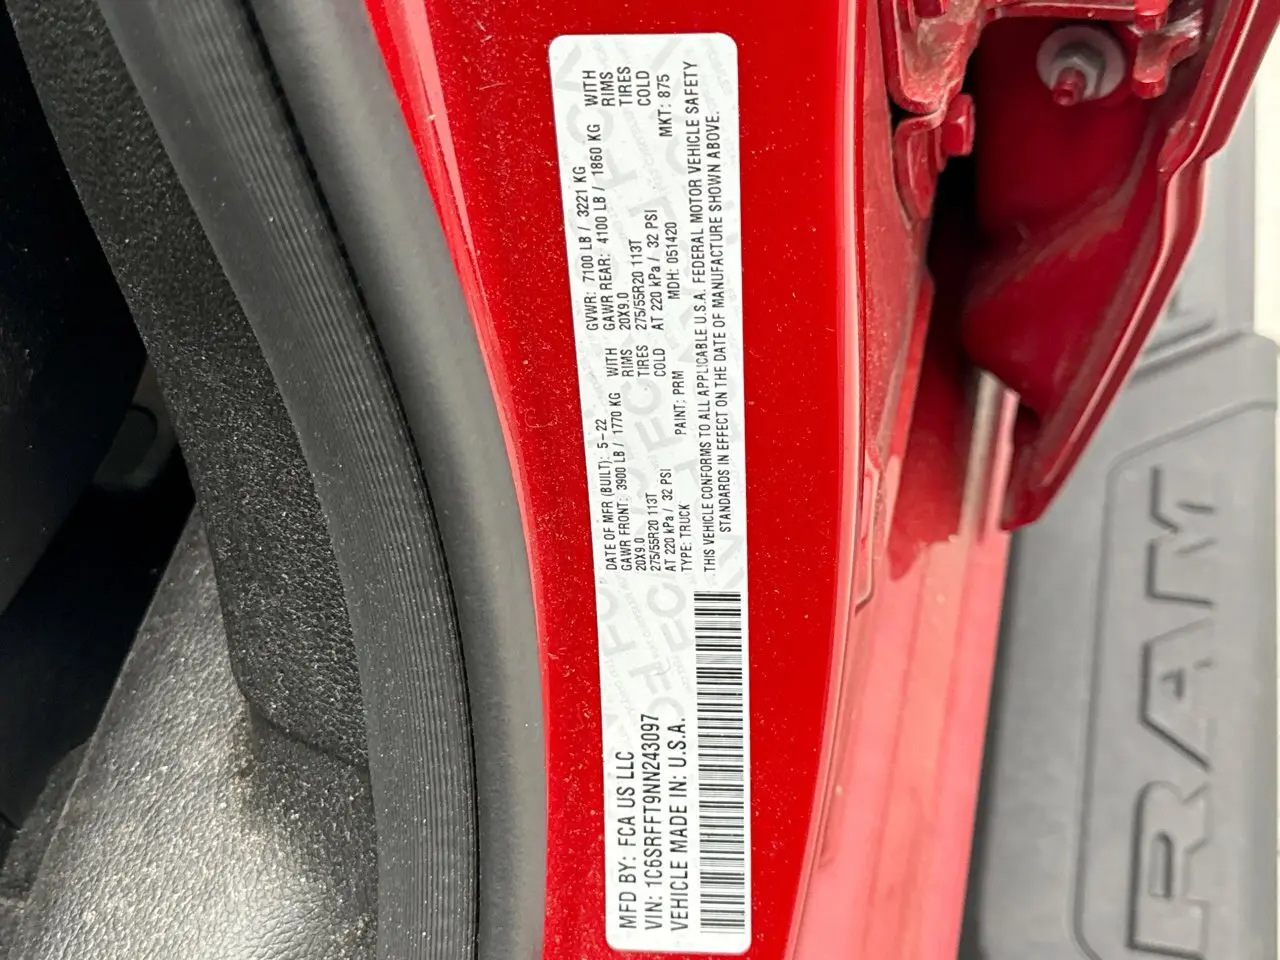 MFD BY: FCA US LLC
VIN: 1C6SRFFT9NN243097
VEHICLE MADE IN: U.S.A.
DATE OF MFR (BUILT): 5-22
GAWR FRONT: 3900 LB / 1770 KG WITH
20X9.0 RIMS
275/55R20 113T TIRES
AT 220 kPa / 32 PSI COLD
GVWR: 7100 LB / 3221 KG
GAWR REAR: 4100 LB / 1860 KG WITH
20X9.0 RIMS
275/55R20 113T TIRES
AT 220 kPa / 32 PSI COLD
TYPE: TRUCK PAINT: PRM MDH: 051420 MKT: 875
THIS VEHICLE CONFORMS TO ALL APPLICABLE U.S.A. FEDERAL MOTOR VEHICLE SAFETY
STANDARDS IN EFFECT ON THE DATE OF MANUFACTURE SHOWN ABOVE.
RAM